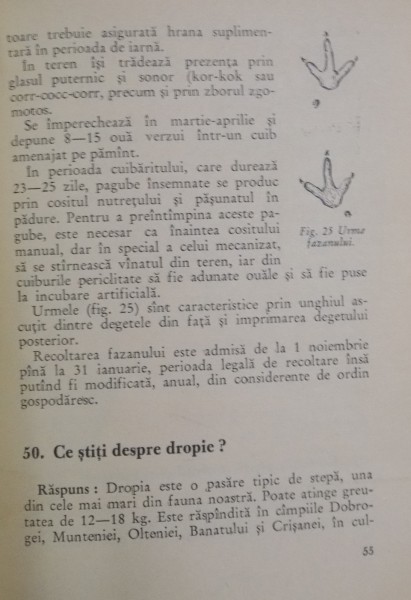 toare trebuie asigurată hrana suplimen-
tară în perioada de iarnă.
In teren își trădează prezența prin
glasul puternic și sonor (kor-kok sau
corr-cocc-corr, precum și prin zborul zgo-
motos.
Se împerechează în martie-aprilie și
depune 8—15 ouă verzui într-un cuib
amenajat pe pămînt.
În perioada cuibăritului, care durează
23—25 zile, pagube însemnate se produc
prin cositul nutrețului și pășunatul în
pădure. Pentru a preîntîmpina aceste pa-
gube, este necesar ca înaintea cositului
manual, dar în special a celui mecanizat,
să se stîrnească vînatul din teren, iar din
cuiburile periclitate să fie adunate ouăle și să fie puse
la incubare artificială.
Fig. 25 Urme
fazanului.
Urmele (fig. 25) sînt caracteristice prin unghiul as-
cuțit dintre degetele din față și imprimarea degetului
posterior.
Recoltarea fazanului este admisă de la 1 noiembrie
pînă la 31 ianuarie, perioada legală de recoltare însă
putînd fi modificată, anual, din considerente de ordin
gospodăresc.
50. Ce știți despre dropie ?
Răspuns : Dropia este o pasăre tipic de stepă, una
din cele mai mari din fauna noastră. Poate atinge greu-
tatea de 12—18 kg. Este răspîndită în cîmpiile Dobro-
gei, Munteniei, Olteniei, Banatului și Crișanei, în cul-
55